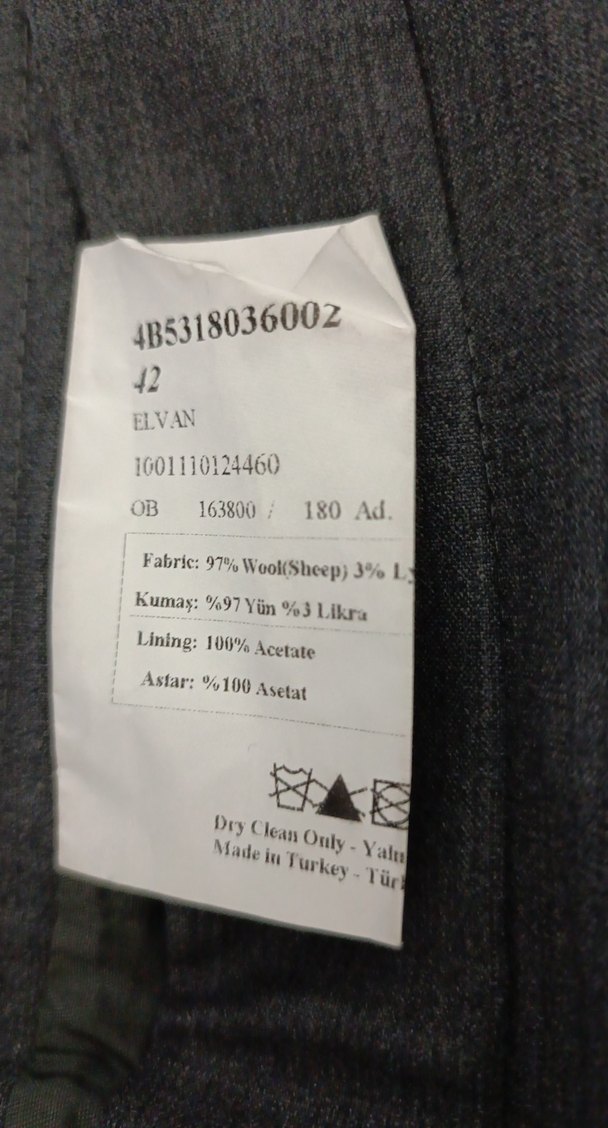 4B5318036002
42
ELVAN
1001110124460
OB 163800 / 180 Ad.
Fabric: 97% Wool(Sheep) 3%
Kumaş: %97 Yün %3 Likra
Lining: 100% Acetate
Astar: %100 Asetat
Dry Clean Only -
Made in Turkey -